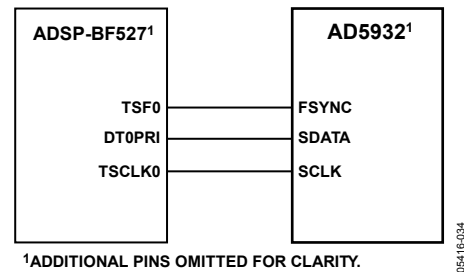 ADSP-BF527¹
AD5932¹
TSF0
FSYNC
DT0PRI
SDATA
TSCLK0
SCLK
¹ADDITIONAL PINS OMITTED FOR CLARITY.
05416-034